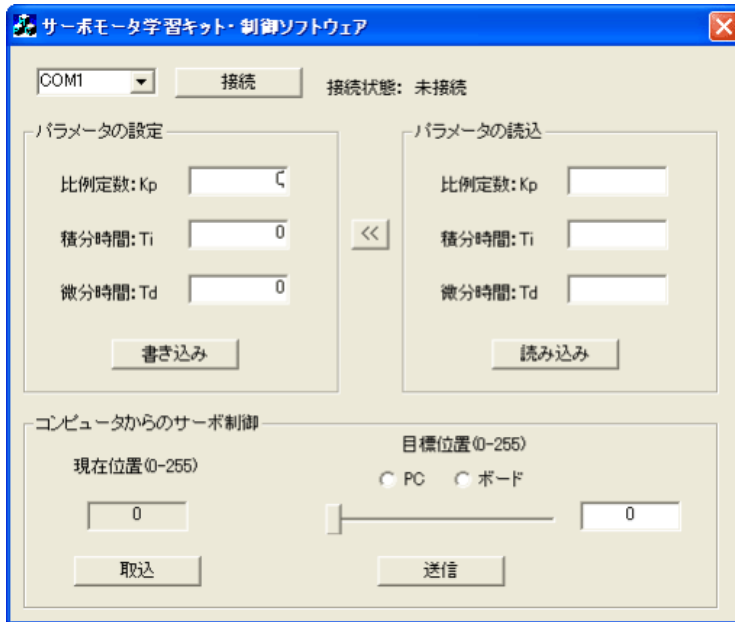 サーボモータ学習キット・制御ソフトウェア
COM1
接続
接続状態： 未接続
パラメータの設定
比例定数：Kp
積分時間：Ti
0
微分時間：Td
0
書き込み
<<
パラメータの読込
比例定数：Kp
積分時間：Ti
微分時間：Td
読み込み
コンピュータからのサーボ制御
現在位置(0-255)
0
取込
目標位置(0-255)
PC
ボード
0
送信